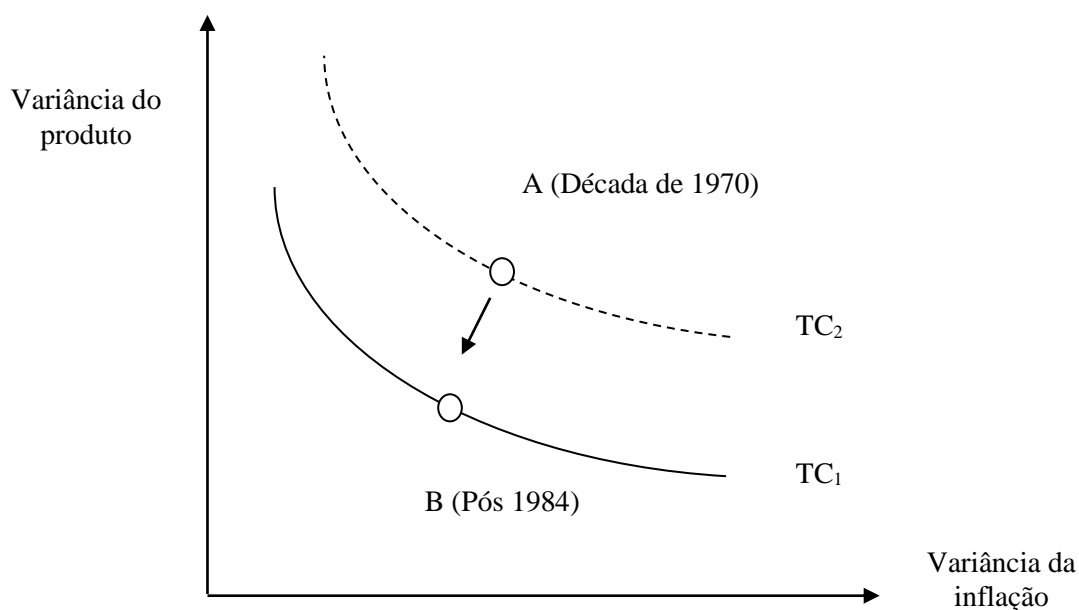 Variância do
produto
A (Década de 1970)
TC₂
TC₁
B (Pós 1984)
Variância da
inflação